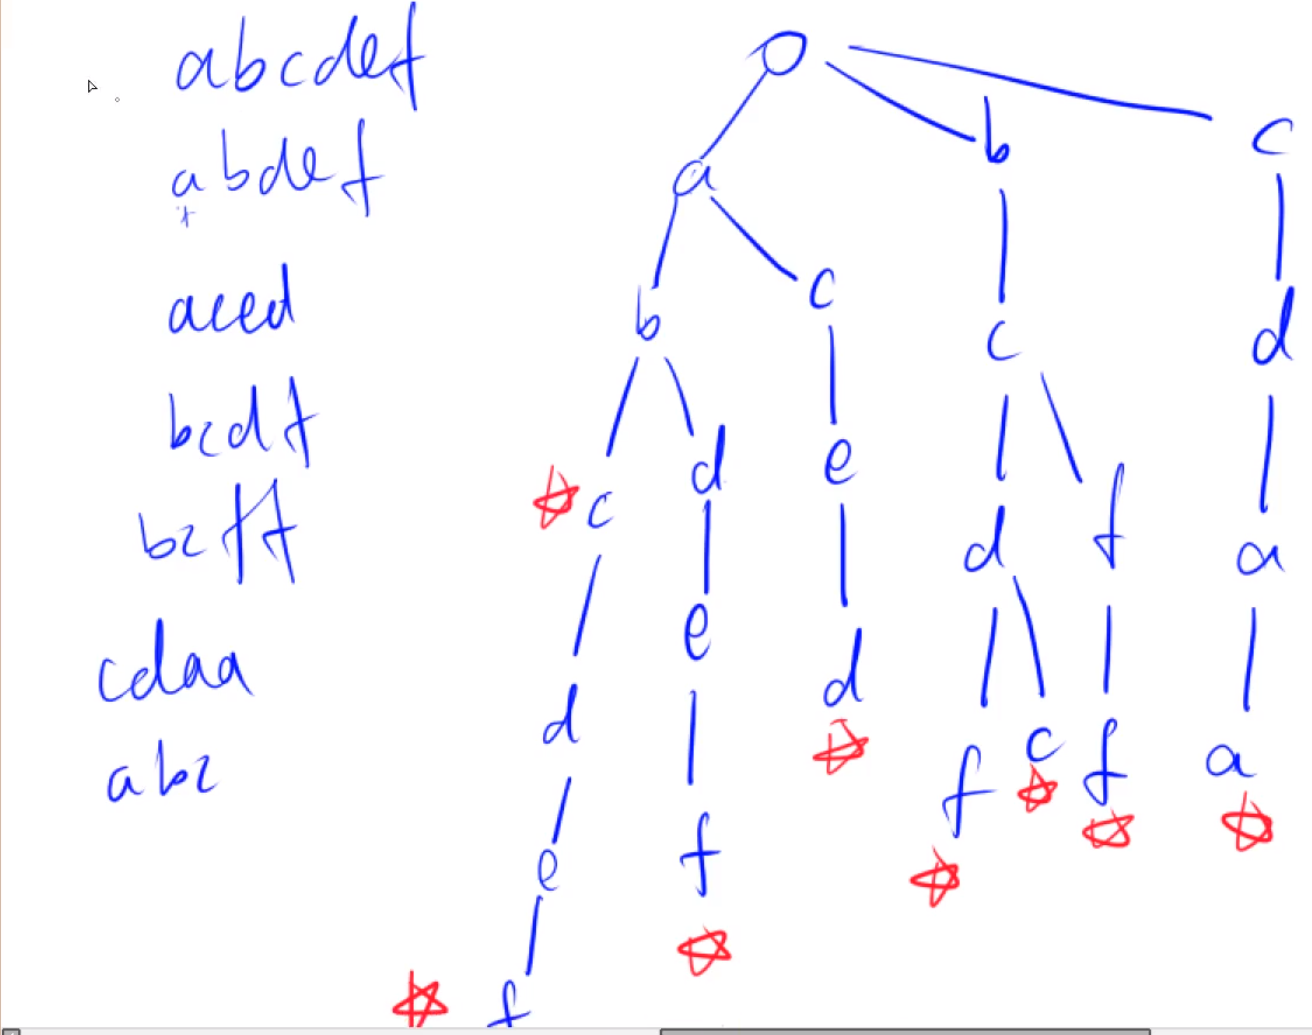 abcdef
abdef
aced
bcdf
bcff
cdaa
abc
a b c
b c c d
c d e d f a
d e d f c f a
e f
f